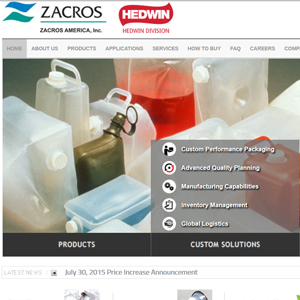 ZACROS HEDWIN
ZACROS AMERICA, Inc. HEDWIN DIVISION
HOME ABOUT US PRODUCTS APPLICATIONS SERVICES HOW TO BUY FAQ CAREERS COMP
Custom Performance Packaging
Advanced Quality Planning
Manufacturing Capabilities
Inventory Management
Global Logistics
PRODUCTS CUSTOM SOLUTIONS
LATEST NEWS / July 30, 2015 Price Increase Announcement